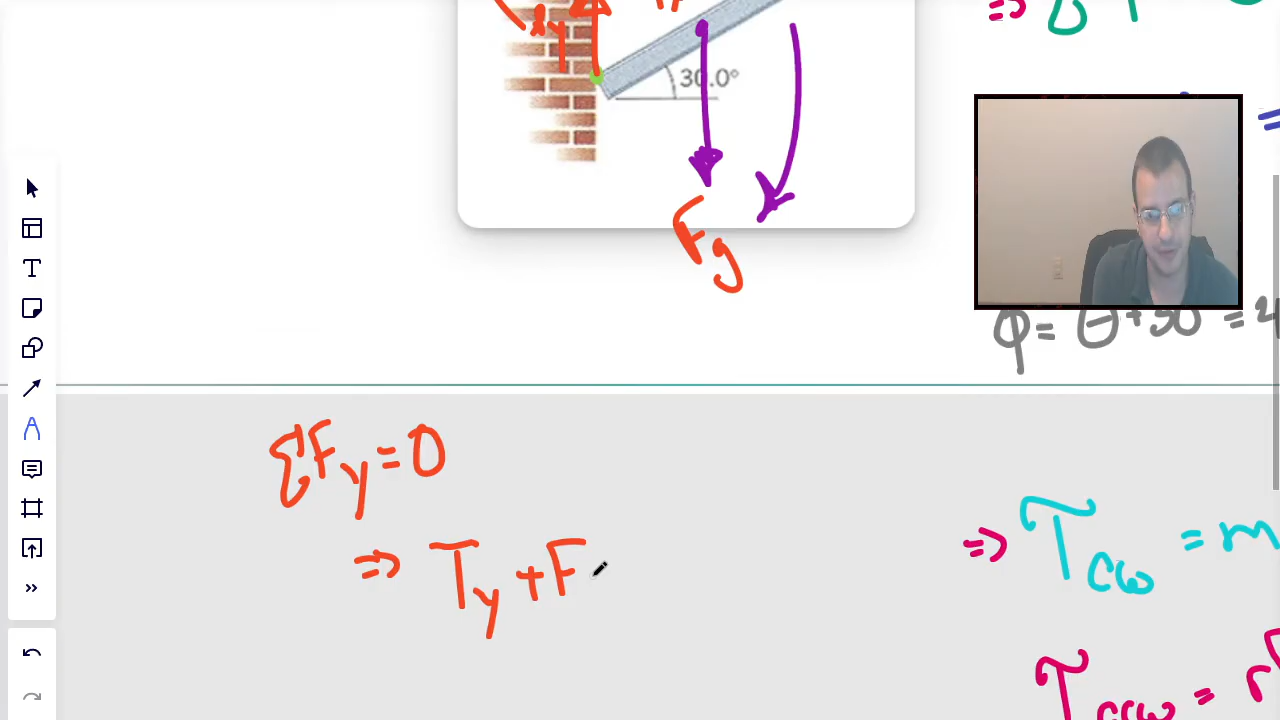 30.0°
Fg
φ = θ + 30 =
ΣFy = 0
⇒ Ty + F
⇒ τcw = m
τccw = r